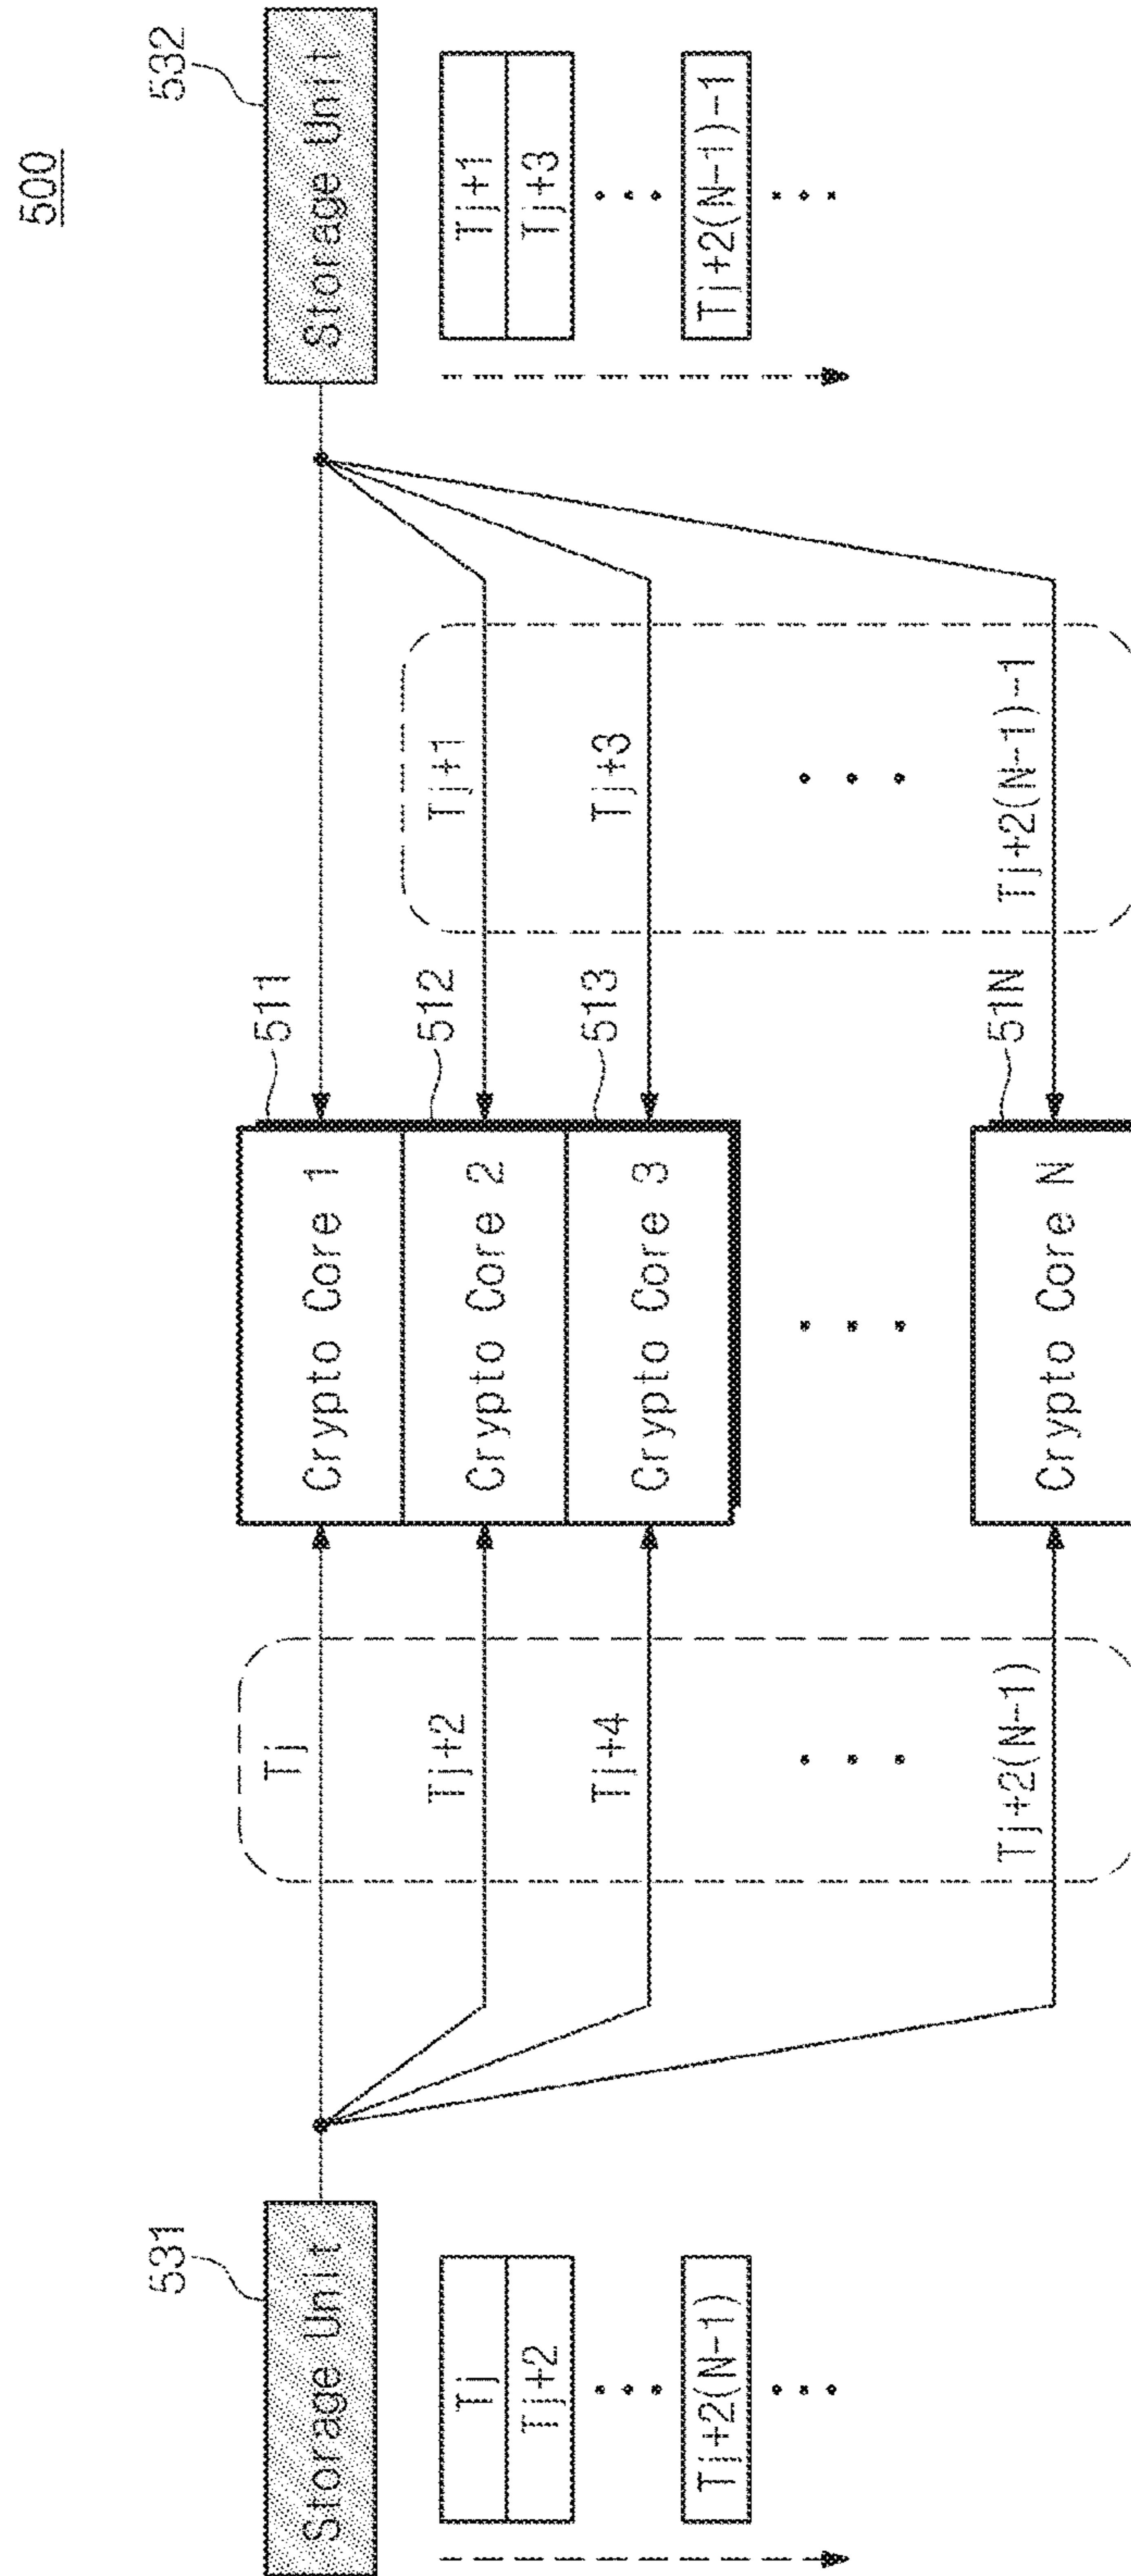 500
531
Storage Unit
Tj
Tj+2
Tj+2(N-1)
Tj
Tj+2
Tj+4
Tj+2(N-1)
Crypto Core 1
Crypto Core 2
Crypto Core 3
Crypto Core N
511
512
513
51N
Tj+1
Tj+3
Tj+2(N-1)-1
532
Storage Unit
Tj+1
Tj+3
Tj+2(N-1)-1